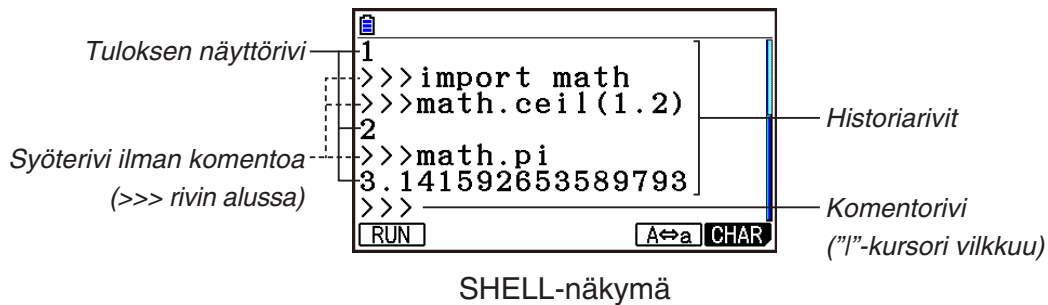 Tuloksen näyttörivi
1
>>>import math
>>>math.ceil(1.2)
2
>>>math.pi
3.141592653589793
>>>
RUN A⇔a CHAR
Syöterivi ilman komentoa
(>>> rivin alussa)
Historiarivit
Komentorivi
("|"-kursori vilkkuu)
SHELL-näkymä